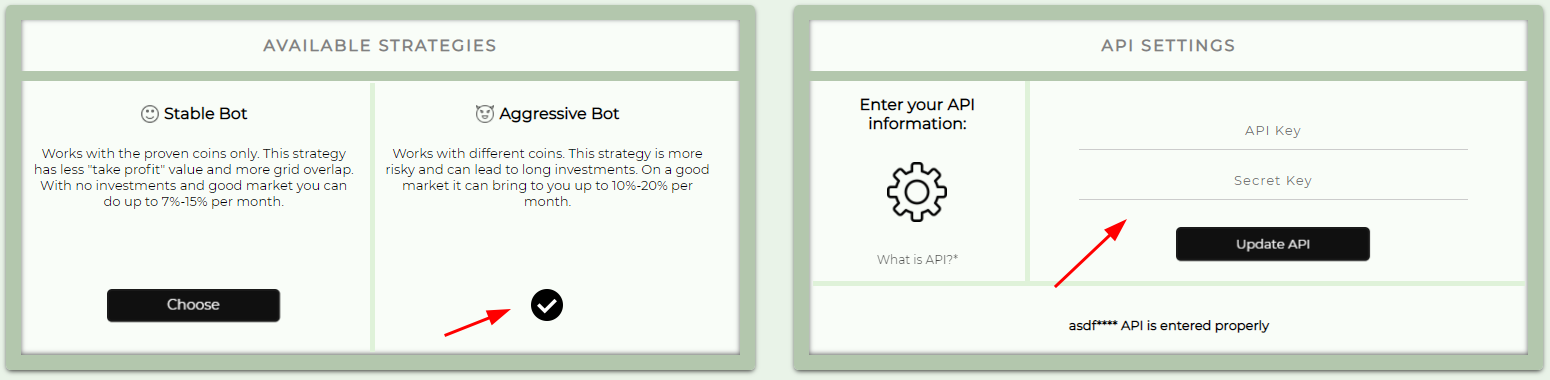 AVAILABLE STRATEGIES
Stable Bot
Works with the proven coins only. This strategy
has less "take profit" value and more grid overlap.
With no investments and good market you can
do up to 7%-15% per month.
Choose
Aggressive Bot
Works with different coins. This strategy is more
risky and can lead to long investments. On a good
market it can bring to you up to 10%-20% per
month.
API SETTINGS
Enter your API
information:
What is API?*
API Key
Secret Key
Update API
asdf**** API is entered properly